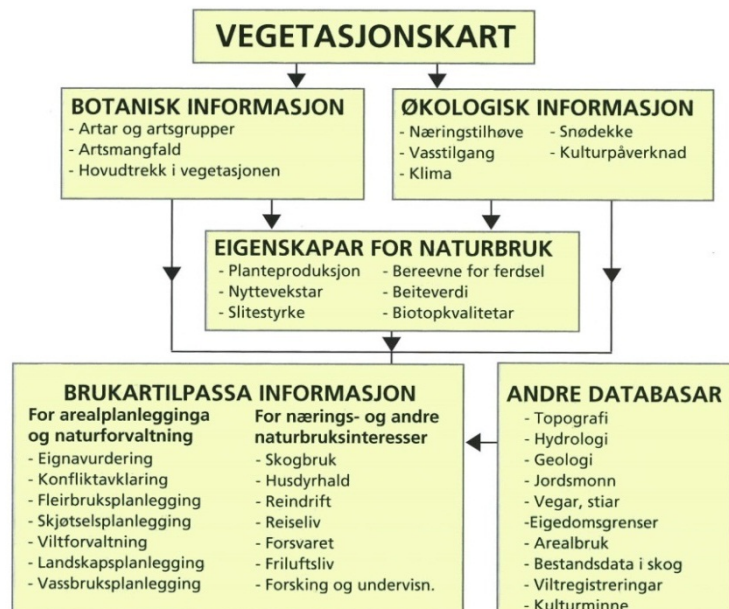 VEGETASJONSKART
BOTANISK INFORMASJON
- Artar og artsgrupper
- Artsmangfald
- Hovudtrekk i vegetasjonen
ØKOLOGISK INFORMASJON
- Næringstilhøve
- Vasstilgang
- Klima
- Snødekke
- Kulturpåverknad
EIGENSKAPAR FOR NATURBRUK
- Planteproduksjon
- Nyttevekstar
- Slitestyrke
- Bereevne for ferdsel
- Beiteverdi
- Biotopkvalitetar
BRUKARTILPASSA INFORMASJON
For arealplanlegginga
og naturforvaltning
- Eignavurdering
- Konfliktavklaring
- Fleirbruksplanlegging
- Skjøtselsplanlegging
- Viltforvaltning
- Landskapsplanlegging
- Vassbruksplanlegging
For nærings- og andre
naturbruksinteresser
- Skogbruk
- Husdyrhald
- Reindrift
- Reiseliv
- Forsvaret
- Friluftsliv
- Forsking og undervisn.
ANDRE DATABASAR
- Topografi
- Hydrologi
- Geologi
- Jordsmonn
- Vegar, stiar
-Eigedomsgrenser
- Arealbruk
- Bestandsdata i skog
- Viltregistreringar
- Kulturminne